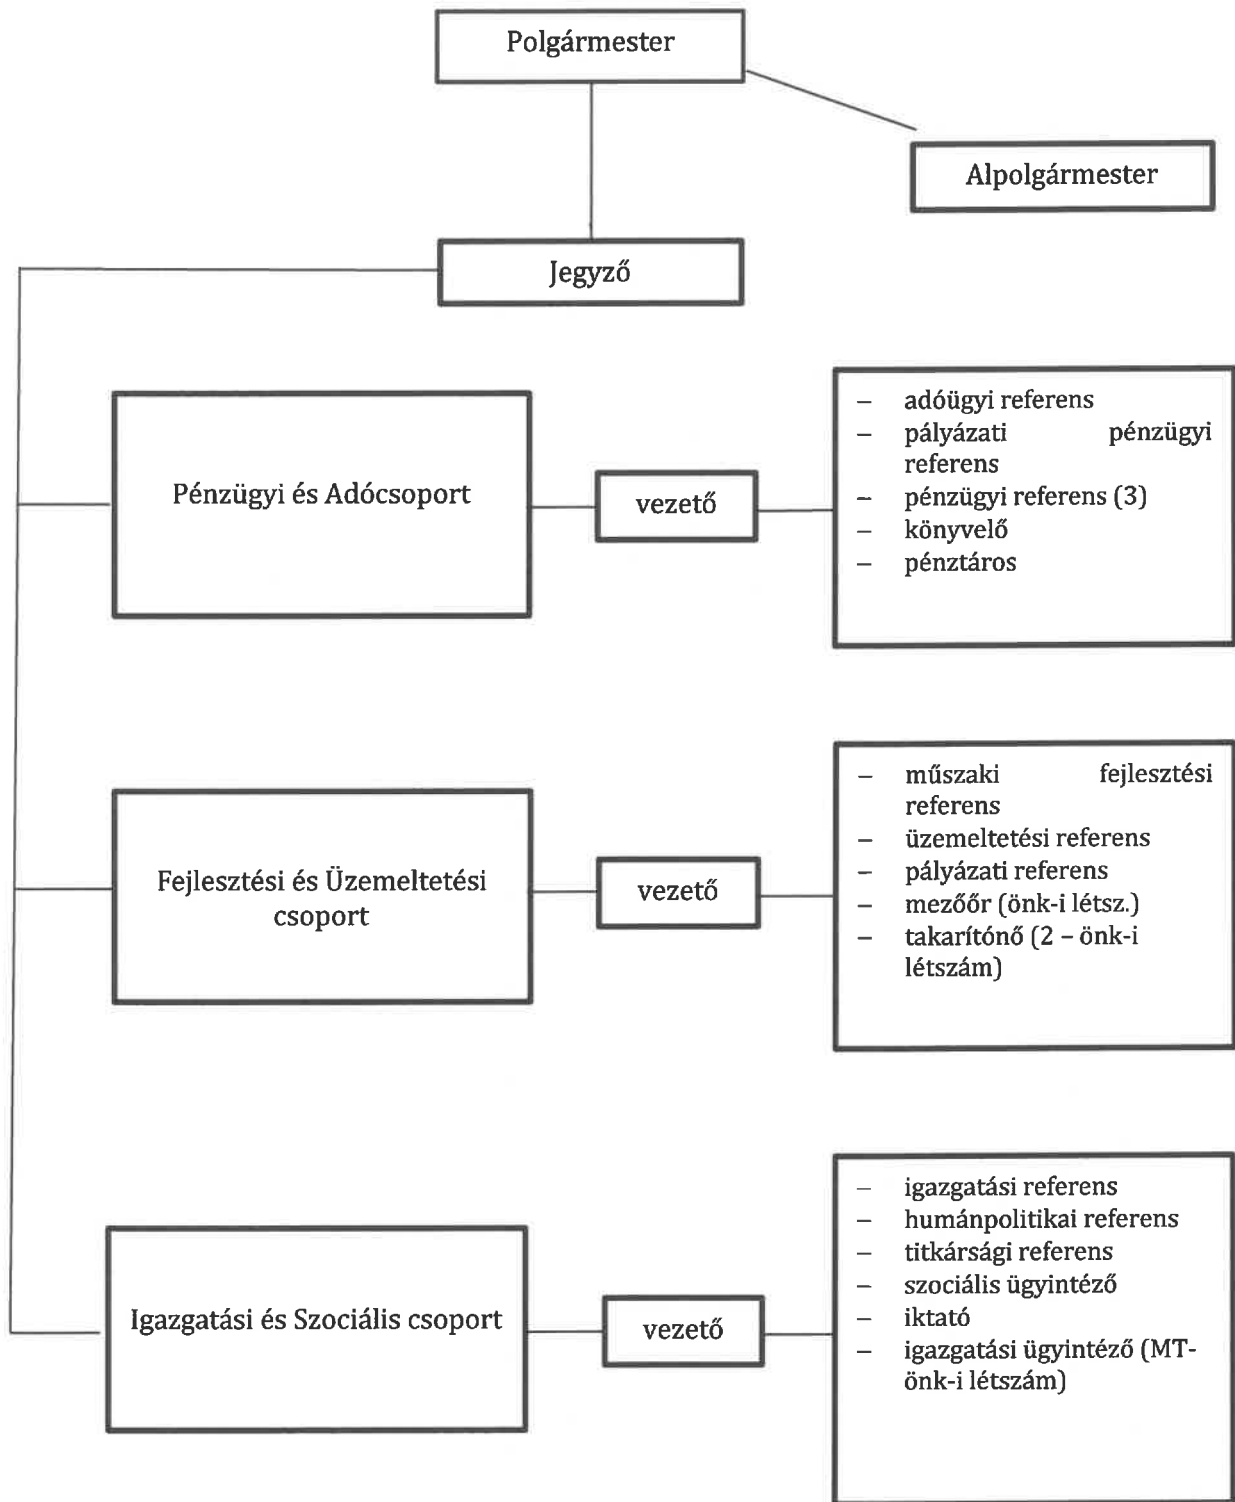 Polgármester
Alpolgármester
Jegyző
Pénzügyi és Adócsoport
vezető
– adóügyi referens
– pályázati pénzügyi
referens
– pénzügyi referens (3)
– könyvelő
– pénztáros
Fejlesztési és Üzemeltetési
csoport
vezető
– műszaki fejlesztési
referens
– üzemeltetési referens
– pályázati referens
– mezőőr (önk-i létsz.)
– takarítónő (2 – önk-i
létszám)
Igazgatási és Szociális csoport
vezető
– igazgatási referens
– humánpolitikai referens
– titkársági referens
– szociális ügyintéző
– iktató
– igazgatási ügyintéző (MT-
önk-i létszám)